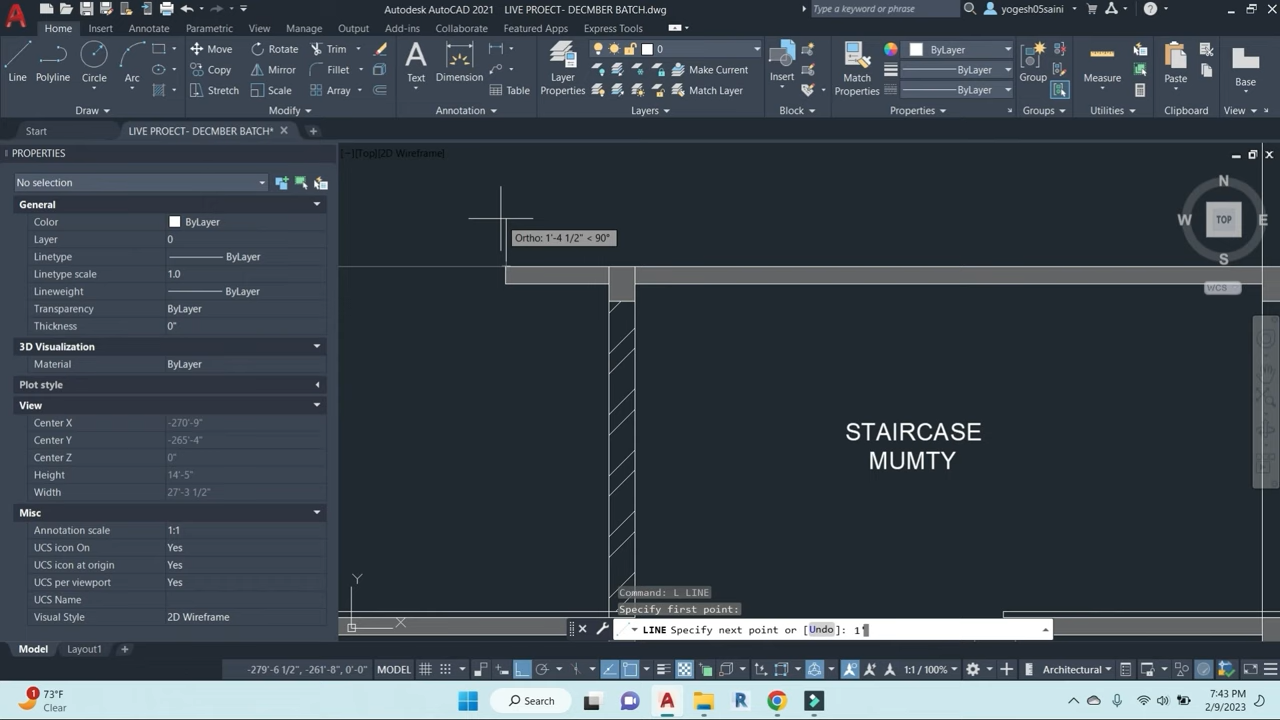 Autodesk AutoCAD 2021 LIVE PROECT- DECMBER BATCH.dwg
Type a keyword or phrase
yogesh05saini
Home Insert Annotate Parametric View Manage Output Add-ins Collaborate Featured Apps Express Tools
Line Polyline Circle Arc
Move Rotate Trim
Copy Mirror Fillet
Stretch Scale Array
Text Dimension Table
Layer Properties
0
Make Current
Match Layer
Insert
Match Properties
ByLayer
ByLayer
ByLayer
Group Measure Paste Base
Draw Modify Annotation Layers Block Properties Groups Utilities Clipboard View
Start LIVE PROECT- DECMBER BATCH*
PROPERTIES
[−][Top][2D Wireframe]
No selection
General
Color ByLayer
Layer 0
Linetype ByLayer
Linetype scale 1.0
Lineweight ByLayer
Transparency ByLayer
Thickness 0"
3D Visualization
Material ByLayer
Plot style
View
Center X -270'-9"
Center Y -265'-4"
Center Z 0"
Height 14'-5"
Width 27'-3 1/2"
Misc
Annotation scale 1:1
UCS icon On Yes
UCS icon at origin Yes
UCS per viewport Yes
UCS Name
Visual Style 2D Wireframe
Ortho: 1'-4 1/2" < 90°
N
W TOP E
S
WCS
STAIRCASE
MUMTY
Y
X
Command: L LINE
Specify first point:
LINE Specify next point or [Undo]: 1'
Model Layout1
-279'-6 1/2", -261'-8", 0'-0" MODEL 1:1 / 100% Architectural
1
73°F
Clear
Search
7:43 PM
2/9/2023